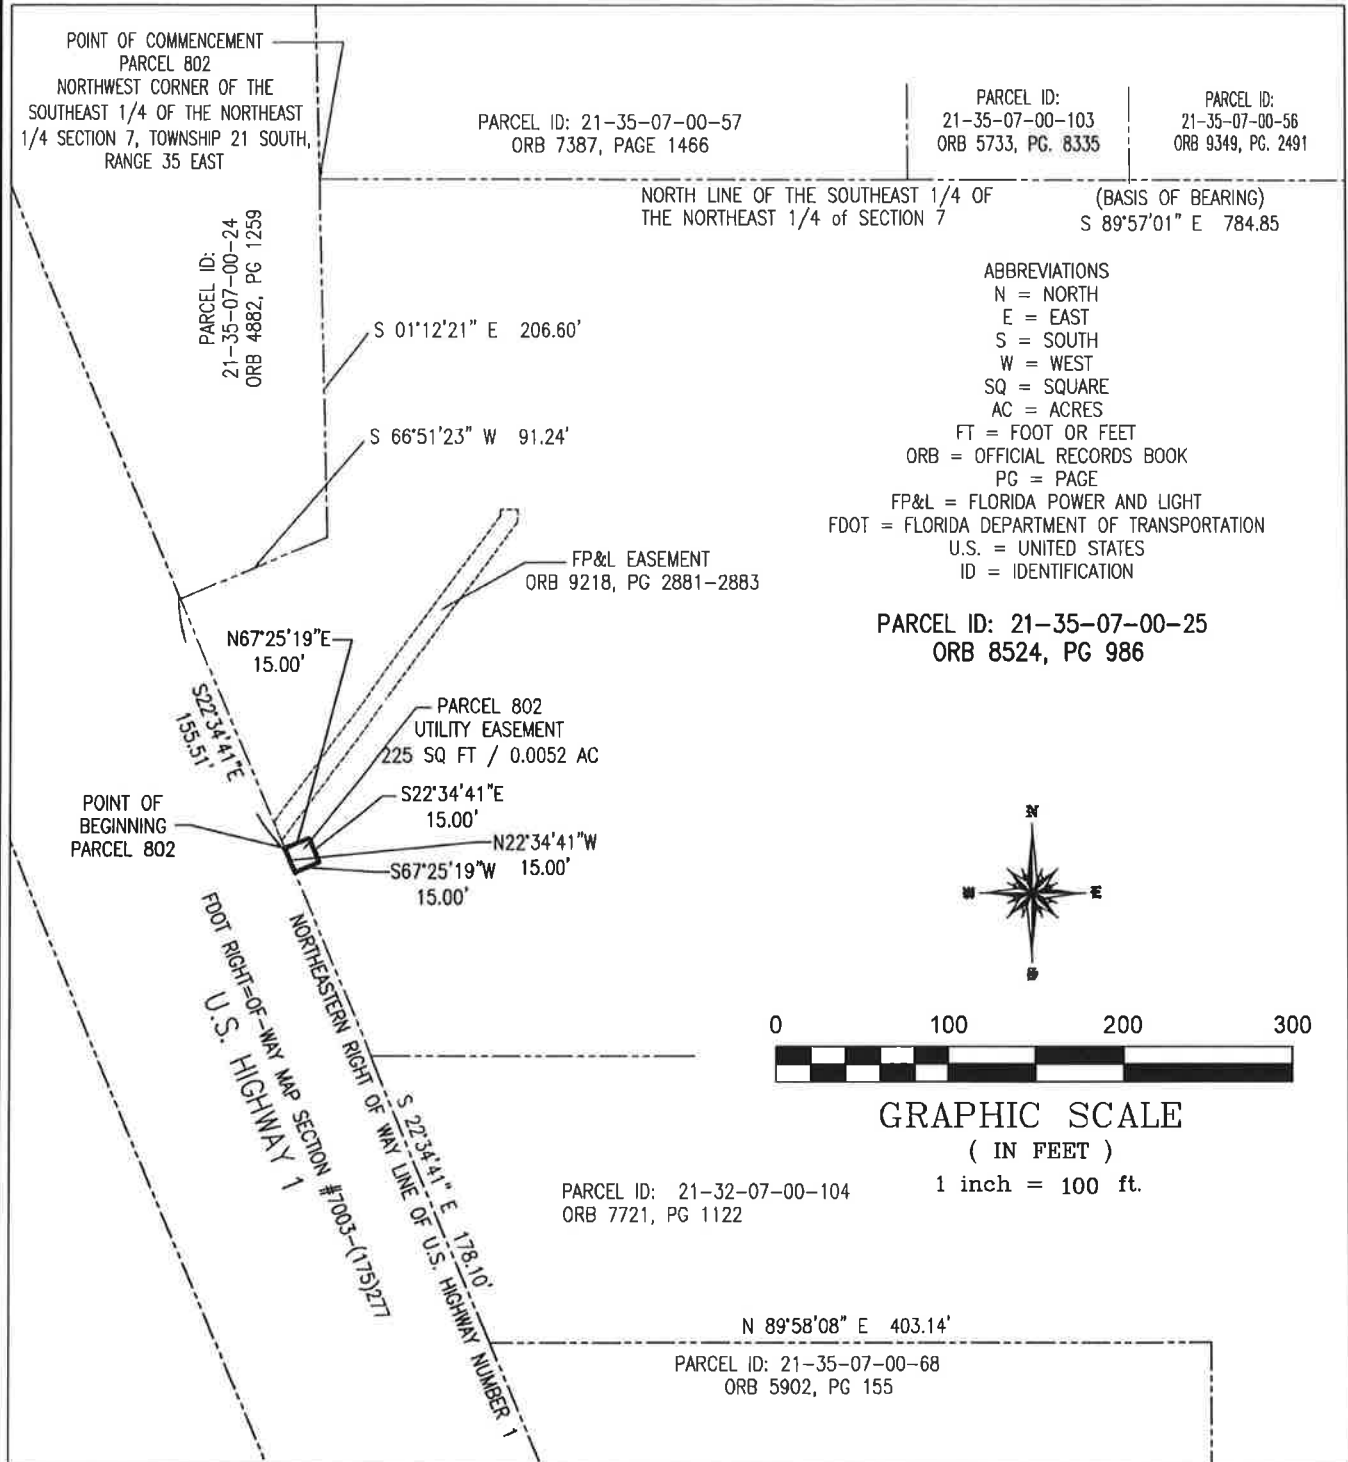 POINT OF COMMENCEMENT
PARCEL 802
NORTHWEST CORNER OF THE
SOUTHEAST 1/4 OF THE NORTHEAST
1/4 SECTION 7, TOWNSHIP 21 SOUTH,
RANGE 35 EAST
PARCEL ID: 21-35-07-00-57
ORB 7387, PAGE 1466
PARCEL ID:
21-35-07-00-103
ORB 5733, PG. 8335
PARCEL ID:
21-35-07-00-56
ORB 9349, PG. 2491
NORTH LINE OF THE SOUTHEAST 1/4 OF
THE NORTHEAST 1/4 of SECTION 7
(BASIS OF BEARING)
S 89°57'01" E 784.85
PARCEL ID:
21-35-07-00-24
ORB 4882, PG 1259
S 01°12'21" E 206.60'
S 66°51'23" W 91.24'
ABBREVIATIONS
N = NORTH
E = EAST
S = SOUTH
W = WEST
SQ = SQUARE
AC = ACRES
FT = FOOT OR FEET
ORB = OFFICIAL RECORDS BOOK
PG = PAGE
FP&L = FLORIDA POWER AND LIGHT
FDOT = FLORIDA DEPARTMENT OF TRANSPORTATION
U.S. = UNITED STATES
ID = IDENTIFICATION
FP&L EASEMENT
ORB 9218, PG 2881-2883
PARCEL ID: 21-35-07-00-25
ORB 8524, PG 986
N67°25'19"E
15.00'
S22°34'41"E
155.51'
PARCEL 802
UTILITY EASEMENT
225 SQ FT / 0.0052 AC
S22°34'41"E
15.00'
N22°34'41"W
15.00'
S67°25'19"W
15.00'
POINT OF
BEGINNING
PARCEL 802
N
W
E
S
FDOT RIGHT=OF-WAY MAP SECTION #7003-(175)277
U.S. HIGHWAY 1
NORTHEASTERN RIGHT OF WAY LINE OF U.S. HIGHWAY NUMBER 1
S 22°34'41" E 178.10'
0 100 200 300
GRAPHIC SCALE
( IN FEET )
1 inch = 100 ft.
PARCEL ID: 21-32-07-00-104
ORB 7721, PG 1122
N 89°58'08" E 403.14'
PARCEL ID: 21-35-07-00-68
ORB 5902, PG 155